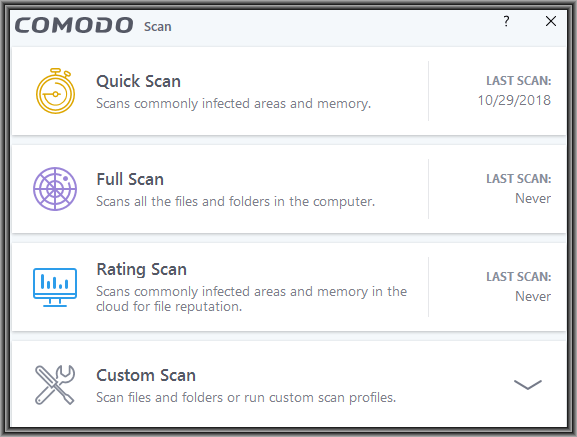 COMODO Scan ?
Quick Scan
Scans commonly infected areas and memory.
LAST SCAN:
10/29/2018
Full Scan
Scans all the files and folders in the computer.
LAST SCAN:
Never
Rating Scan
Scans commonly infected areas and memory in the
cloud for file reputation.
LAST SCAN:
Never
Custom Scan
Scan files and folders or run custom scan profiles.